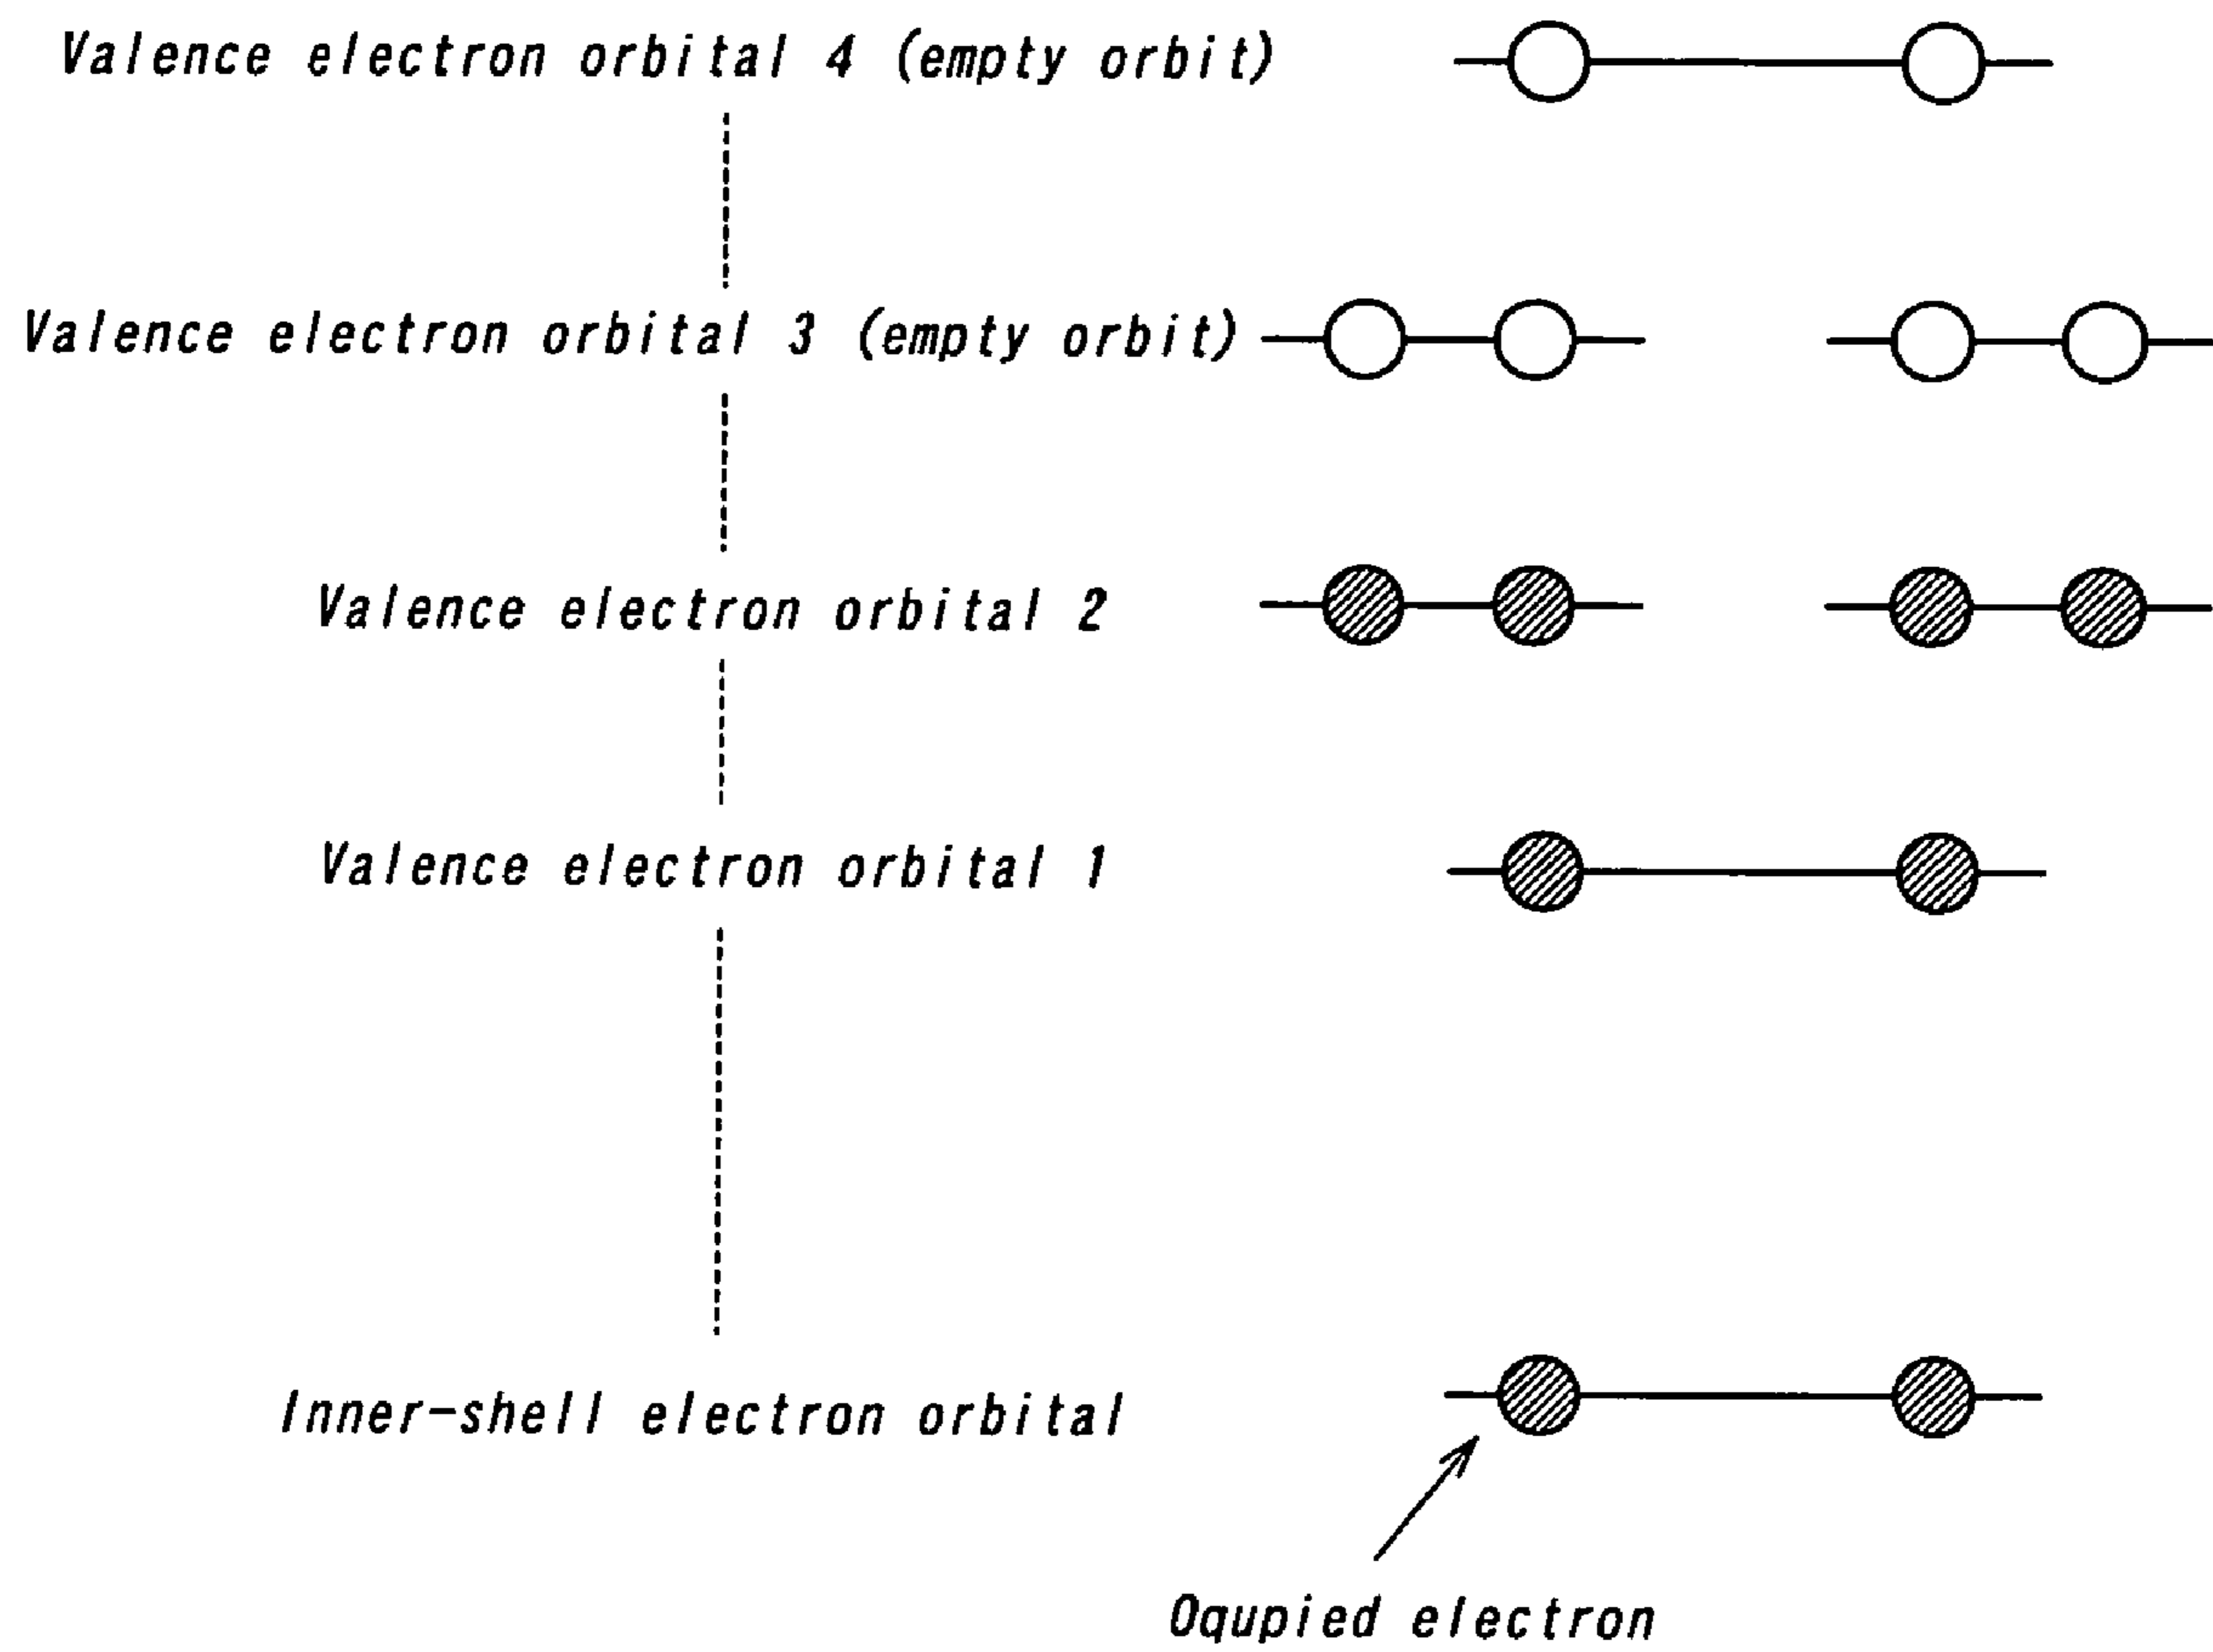 Valence electron orbital 4 (empty orbit)
Valence electron orbital 3 (empty orbit)
Valence electron orbital 2
Valence electron orbital 1
Inner-shell electron orbital
Oqupied electron